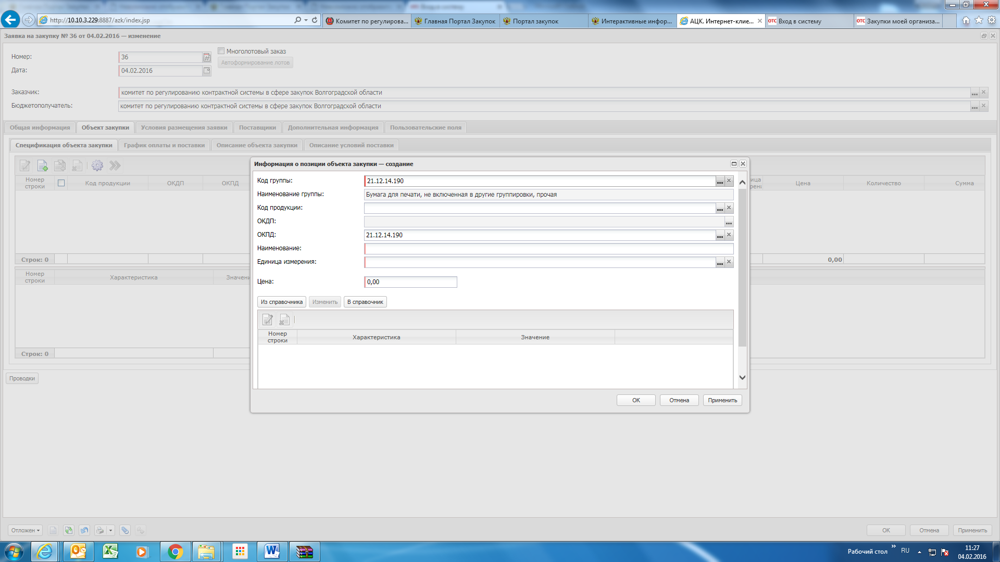 http://10.10.3.229:8887/azk/index.jsp
Комитет по регулирова...
Главная Портал Закупок
Портал закупок
Интерактивные инфор...
АЦК. Интернет-клие...
отс Вход в систему
отс Закупки моей организа...
Заявка на закупку № 36 от 04.02.2016 — изменение
Номер: 36
Многолотовый заказ
Автоформирование лотов
Дата: 04.02.2016
Заказчик: комитет по регулированию контрактной системы в сфере закупок Волгоградской области
Бюджетополучатель: комитет по регулированию контрактной системы в сфере закупок Волгоградской области
Общая информация Объект закупки Условия размещения заявки Поставщики Дополнительная информация Пользовательские поля
Спецификация объекта закупки График оплаты и поставки Описание объекта закупки Описание условий поставки
Номер строки Код продукции ОКДП ОКПД Цена Количество Сумма
Строк: 0 0,00
Номер строки Характеристика Значени
Строк: 0
Проводки
Информация о позиции объекта закупки — создание
Код группы: 21.12.14.190
Наименование группы: Бумага для печати, не включенная в другие группировки, прочая
Код продукции:
ОКДП:
ОКПД: 21.12.14.190
Наименование:
Единица измерения:
Цена: 0,00
Из справочника Изменить В справочник
Номер строки Характеристика Значение
ОК Отмена Применить
Отложен
ОК Отмена Применить
Рабочий стол » RU 11:27
04.02.2016